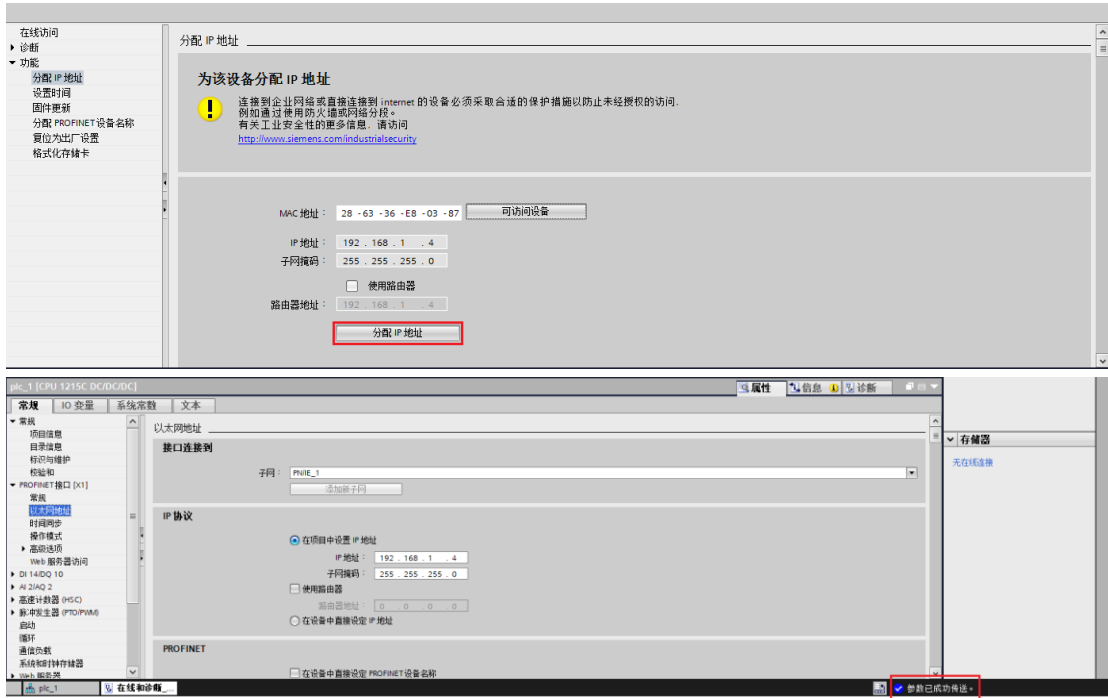 在线访问
诊断
功能
分配 IP 地址
设置时间
固件更新
分配 PROFINET 设备名称
复位为出厂设置
格式化存储卡
分配 IP 地址
为该设备分配 IP 地址
连接到企业网络或直接连接到 internet 的设备必须采取合适的保护措施以防止未经授权的访问.
例如通过使用防火墙或网络分段。
有关工业安全性的更多信息, 请访问
http://www.siemens.com/industrialsecurity
MAC 地址: 28 -63 -36 -E8 -03 -87 可访问设备
IP 地址: 192 . 168 . 1 . 4
子网掩码: 255 . 255 . 255 . 0
使用路由器
路由器地址: 192 . 168 . 1 . 4
分配 IP 地址
plc_1 [CPU 1215C DC/DC/DC]
属性 信息 诊断
常规 IO 变量 系统常数 文本
常规
项目信息
目录信息
标识与维护
校验和
PROFINET 接口 [X1]
常规
以太网地址
时间同步
操作模式
高级选项
Web 服务器访问
DI 14/DQ 10
AI 2/AQ 2
高速计数器 (HSC)
脉冲发生器 (PTO/PWM)
启动
循环
通信负载
系统和时钟存储器
Web 服务器
以太网地址
接口连接到
子网: PN/IE_1
添加新子网
IP 协议
在项目中设置 IP 地址
IP 地址: 192 . 168 . 1 . 4
子网掩码: 255 . 255 . 255 . 0
使用路由器
路由器地址: 0 . 0 . 0 . 0
在设备中直接设定 IP 地址
PROFINET
在设备中直接设定 PROFINET 设备名称
存储器
无在线连接
plc_1
在线和诊断_...
参数已成功传送。